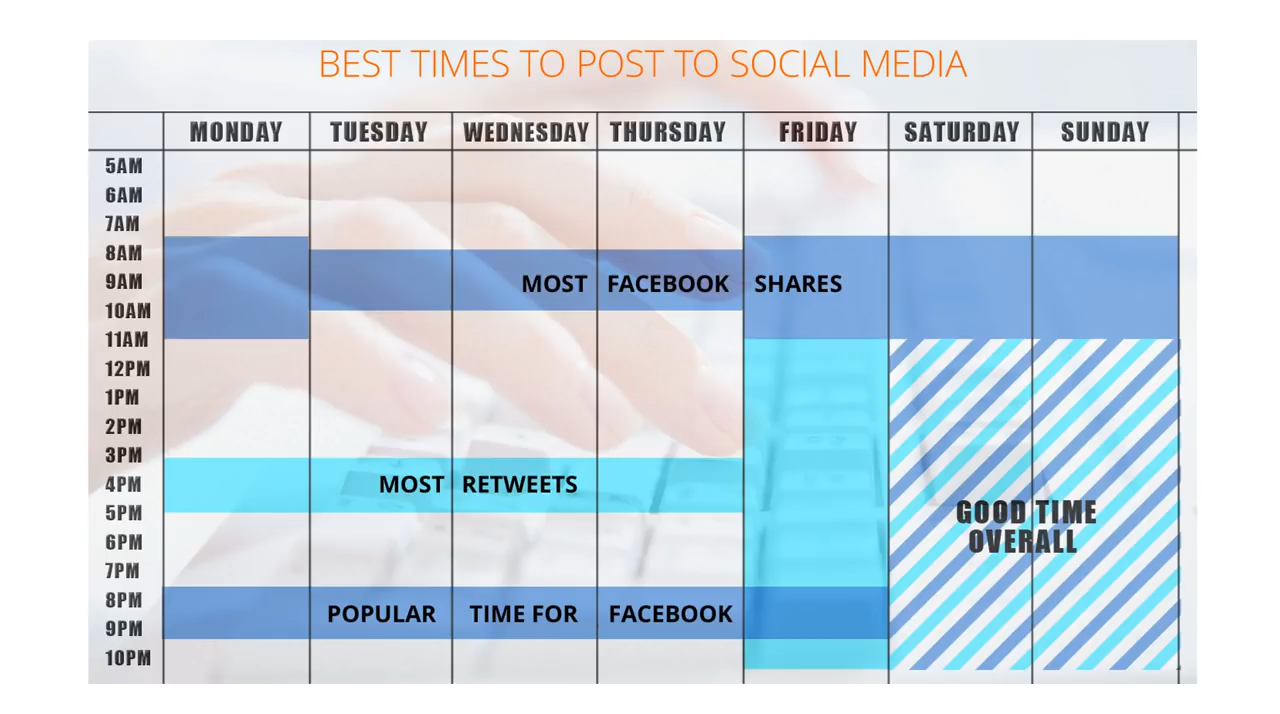 BEST TIMES TO POST TO SOCIAL MEDIA
MONDAY TUESDAY WEDNESDAY THURSDAY FRIDAY SATURDAY SUNDAY
5AM
6AM
7AM
8AM
9AM MOST FACEBOOK SHARES
10AM
11AM
12PM
1PM
2PM
3PM
4PM MOST RETWEETS
5PM GOOD TIME
6PM OVERALL
7PM
8PM POPULAR TIME FOR FACEBOOK
9PM
10PM